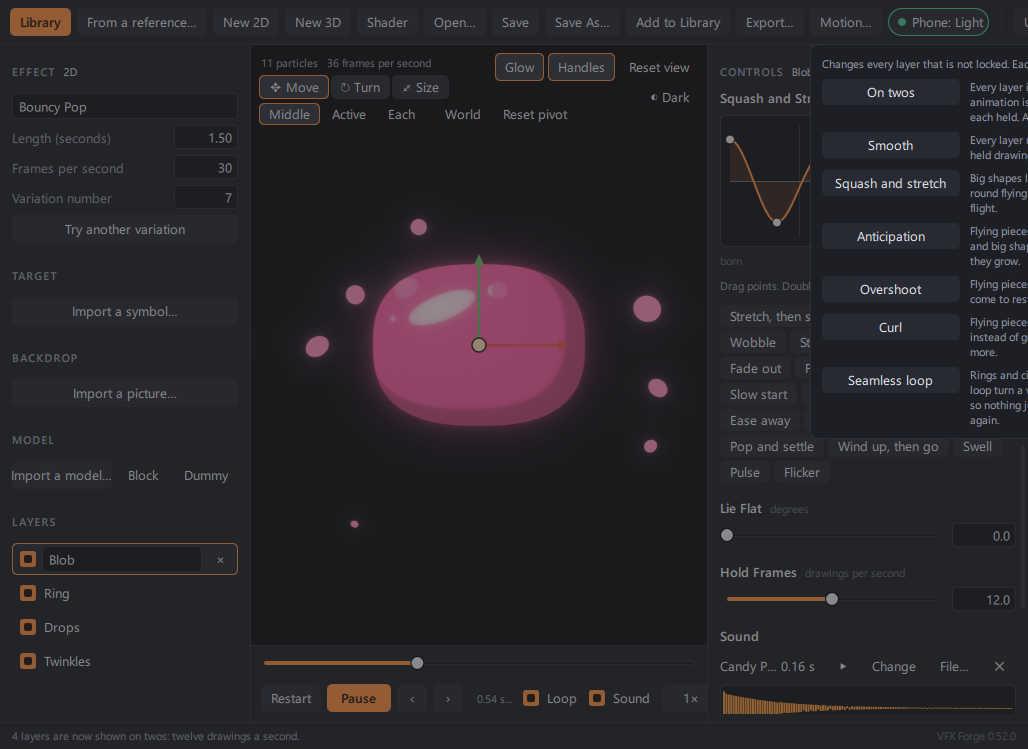 Library From a reference... New 2D New 3D Shader Open... Save Save As... Add to Library Export... Motion... Phone: Light
EFFECT 2D
Bouncy Pop
Length (seconds) 1.50
Frames per second 30
Variation number 7
Try another variation
TARGET
Import a symbol...
BACKDROP
Import a picture...
MODEL
Import a model... Block Dummy
LAYERS
Blob ×
Ring
Drops
Twinkles
11 particles 36 frames per second
Glow Handles Reset view
Move Turn Size
Dark
Middle Active Each World Reset pivot
Restart Pause ‹ › 0.54 s... Loop Sound 1×
CONTROLS Blob
Squash and Str
born
Drag points. Doubl
Stretch, then s
Wobble St
Fade out F
Slow start
Ease away
Pop and settle Wind up, then go Swell
Pulse Flicker
Lie Flat degrees
0.0
Hold Frames drawings per second
12.0
Sound
Candy P... 0.16 s Change File...
Changes every layer that is not locked. Eac
On twos
Every layer i
animation is
each held. A
Smooth
Every layer r
held drawing
Squash and stretch
Big shapes l
round flying
flight.
Anticipation
Flying pieces
and big shap
they grow.
Overshoot
Flying pieces
come to res
Curl
Flying pieces
instead of g
more.
Seamless loop
Rings and ci
loop turn a w
so nothing j
again.
4 layers are now shown on twos: twelve drawings a second.
VFX Forge 0.52.0